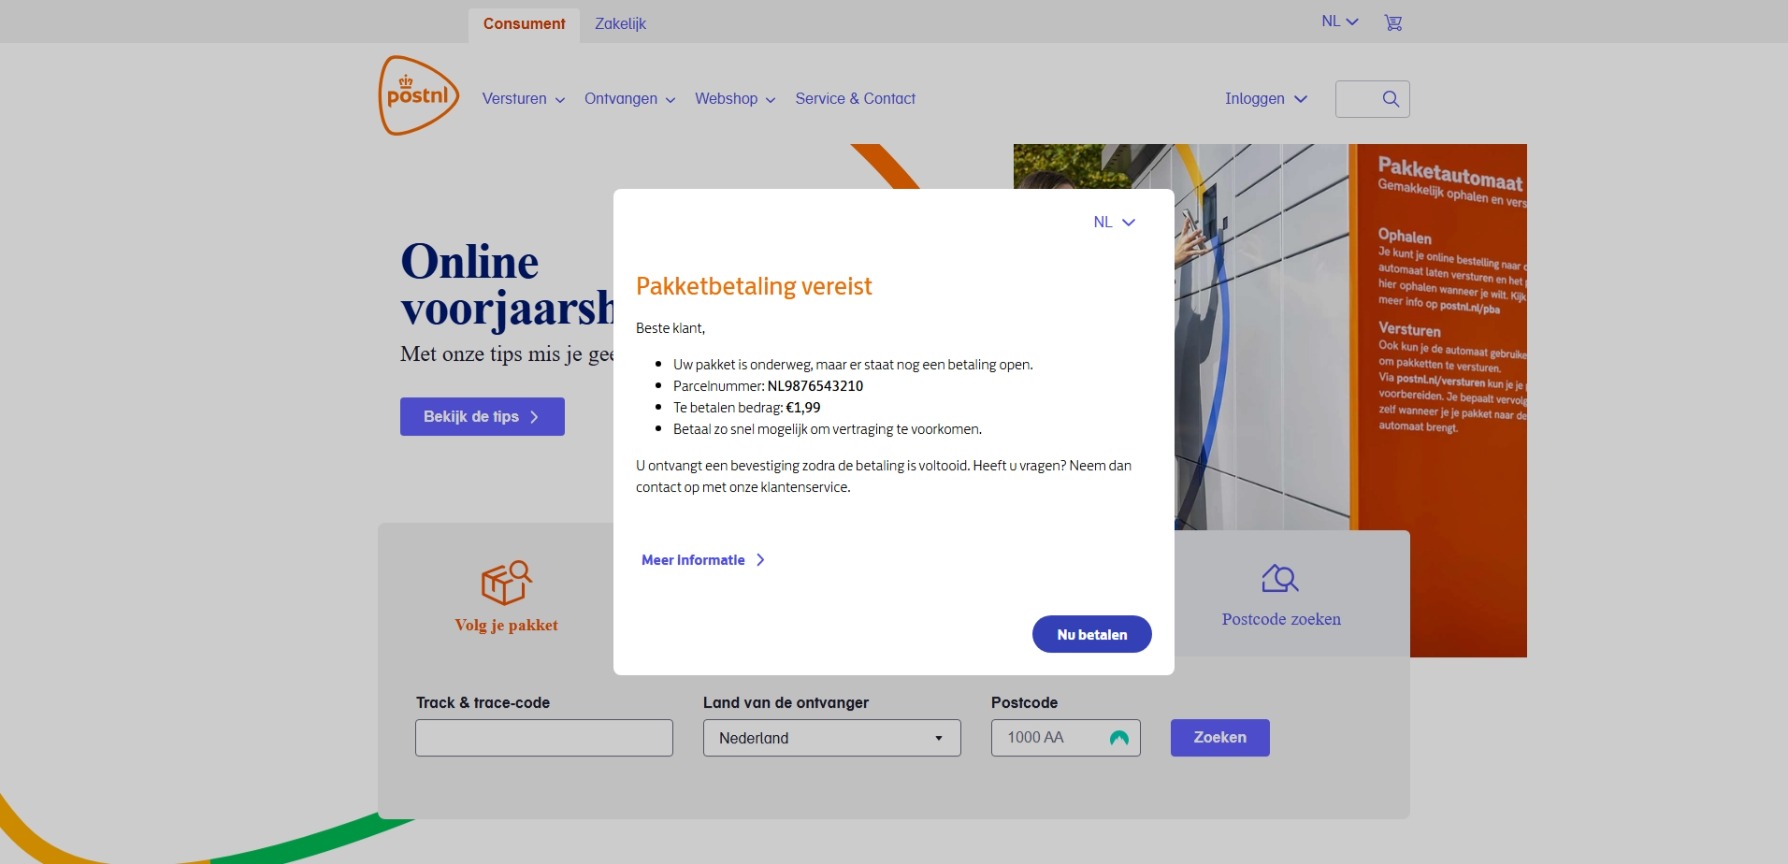 Consument
Zakelijk
NL
postnl
Versturen
Ontvangen
Webshop
Service & Contact
Inloggen
Online
voorjaarsh
Met onze tips mis je gee
Bekijk de tips
NL
Pakketbetaling vereist
Beste klant,
Uw pakket is onderweg, maar er staat nog een betaling open.
Parcelnummer: NL9876543210
Te betalen bedrag: €1,99
Betaal zo snel mogelijk om vertraging te voorkomen.
U ontvangt een bevestiging zodra de betaling is voltooid. Heeft u vragen? Neem dan
contact op met onze klantenservice.
Meer informatie
Nu betalen
Pakketautomaat
Gemakkelijk ophalen en vers
Ophalen
Je kunt je online bestelling naar
automaat laten versturen en het
hier ophalen wanneer je wilt. Kijk
meer info op postnl.nl/pba
Versturen
Ook kun je de automaat gebruike
om pakketten te versturen.
Via postnl.nl/versturen kun je je
voorbereiden. Je bepaalt vervolg
zelf wanneer je je pakket naar de
automaat brengt.
Volg je pakket
Postcode zoeken
Track & trace-code
Land van de ontvanger
Postcode
Nederland
1000 AA
Zoeken